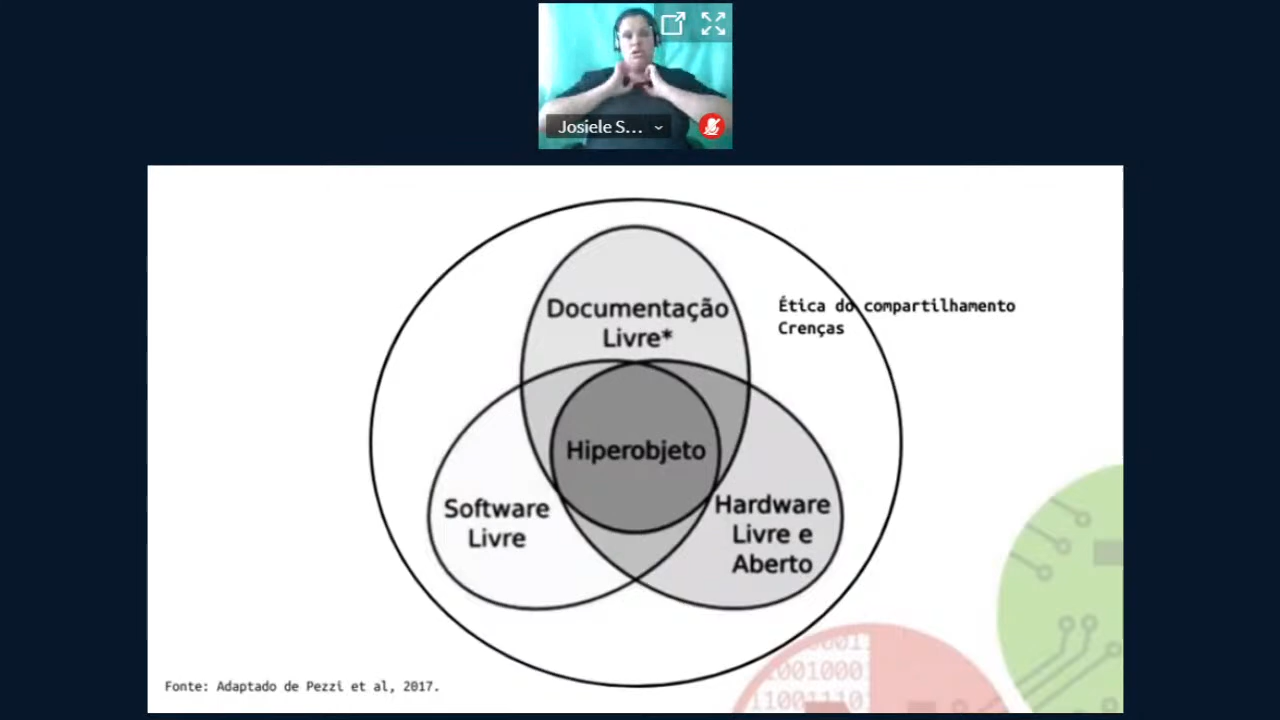 Josiele S...
Documentação
Livre*
Ética do compartilhamento
Crenças
Hiperobjeto
Software
Livre
Hardware
Livre e
Aberto
Fonte: Adaptado de Pezzi et al, 2017.